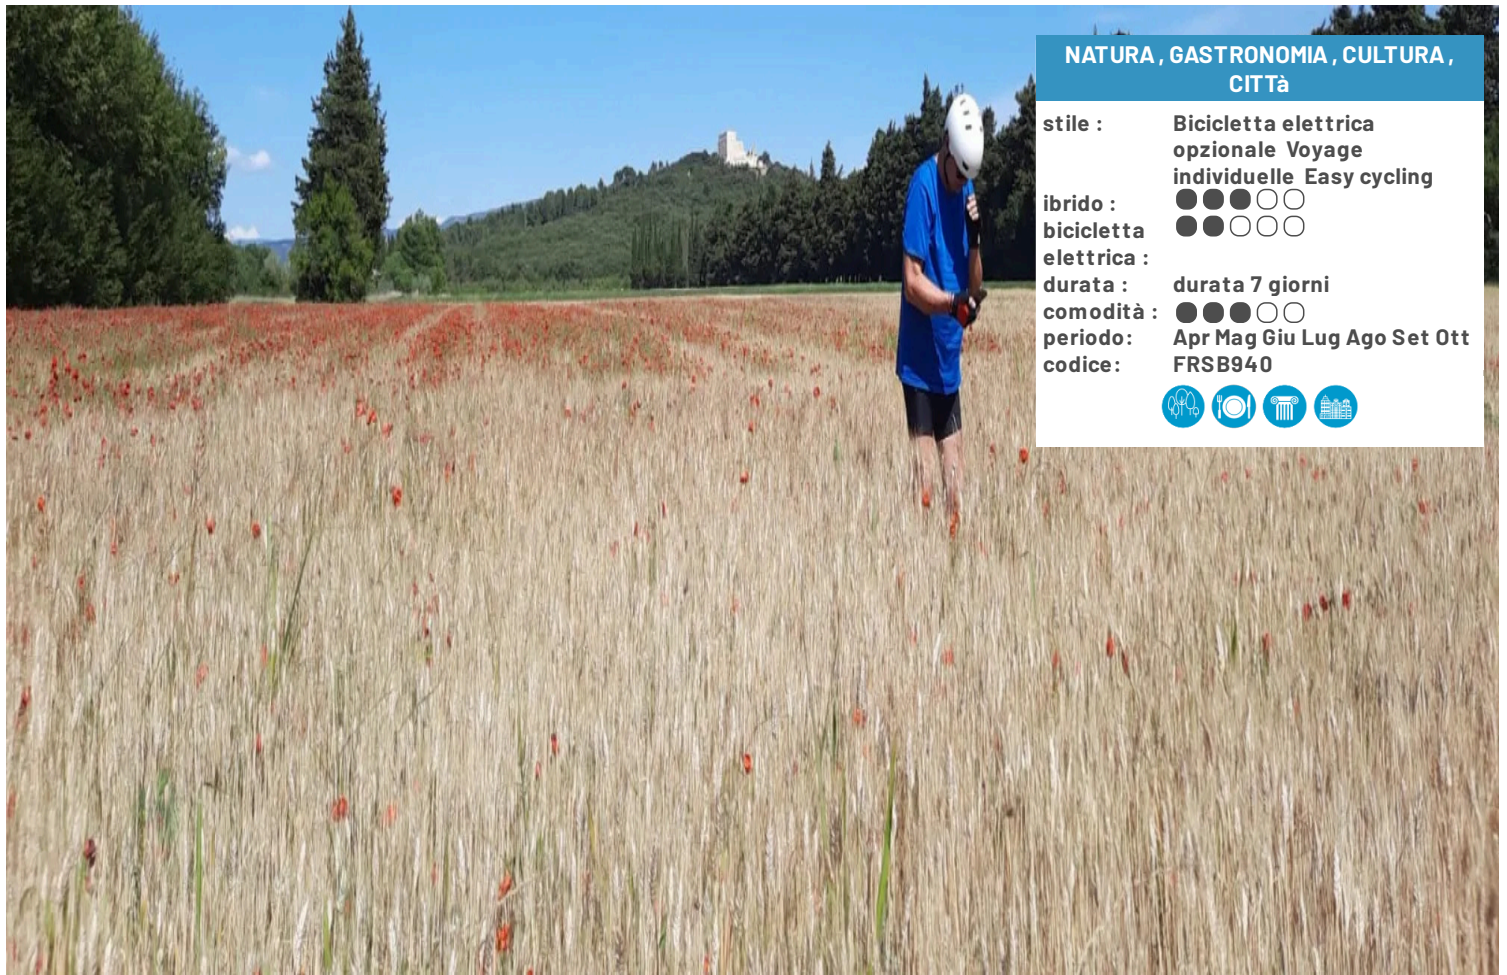 NATURA , GASTRONOMIA , CULTURA ,
CITTà
stile : Bicicletta elettrica
opzionale Voyage
individuelle Easy cycling
ibrido :
bicicletta
elettrica :
durata : durata 7 giorni
comodità :
periodo: Apr Mag Giu Lug Ago Set Ott
codice: FRSB940